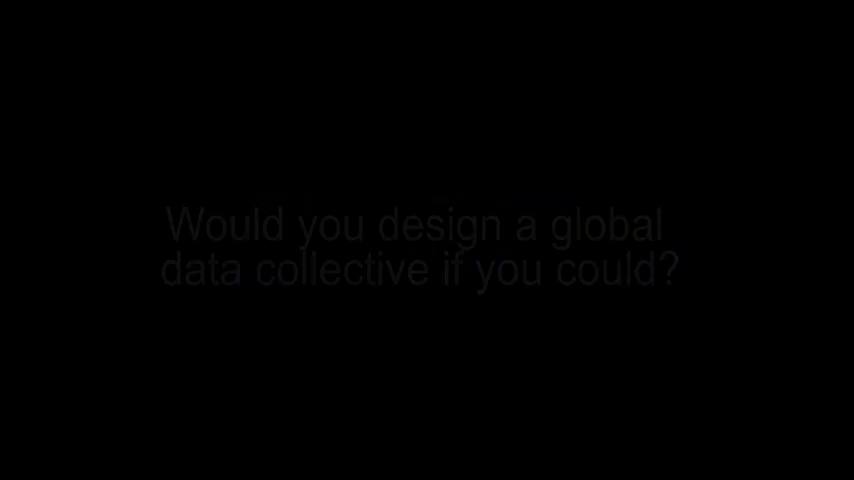 Would you design a global
data collective if you could?